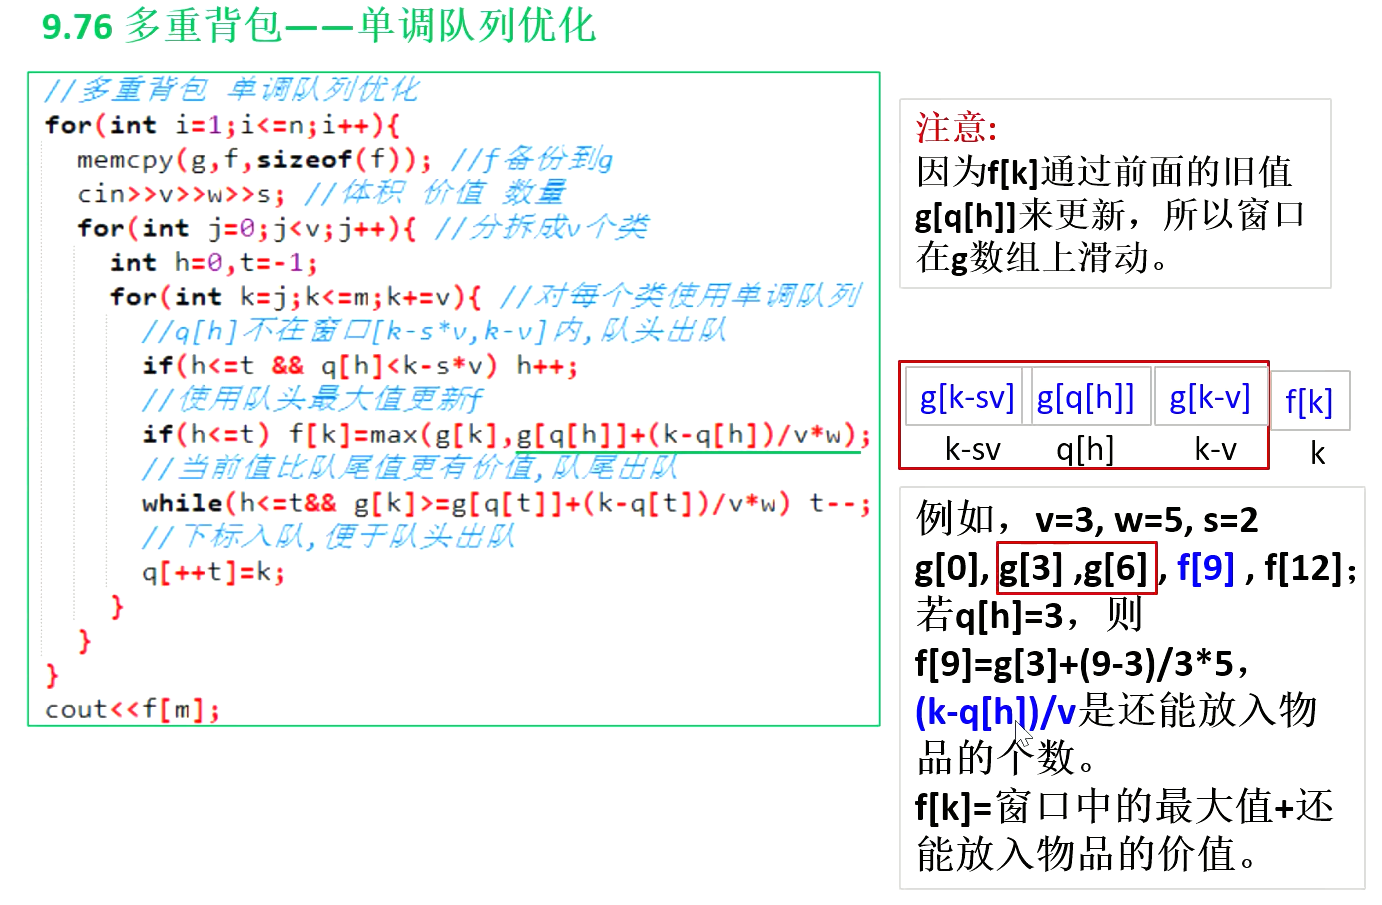 9.76 多重背包——单调队列优化
//多重背包 单调队列优化
for(int i=1;i<=n;i++){
memcpy(g,f,sizeof(f)); //f备份到g
cin>>v>>w>>s; //体积 价值 数量
for(int j=0;j<v;j++){ //分拆成v个类
int h=0,t=-1;
for(int k=j;k<=m;k+=v){ //对每个类使用单调队列
//q[h]不在窗口[k-s*v,k-v]内,队头出队
if(h<=t && q[h]<k-s*v) h++;
//使用队头最大值更新f
if(h<=t) f[k]=max(g[k],g[q[h]]+(k-q[h])/v*w);
//当前值比队尾值更有价值,队尾出队
while(h<=t&& g[k]>=g[q[t]]+(k-q[t])/v*w) t--;
//下标入队,便于队头出队
q[++t]=k;
}
}
}
cout<<f[m];
注意:
因为f[k]通过前面的旧值
g[q[h]]来更新，所以窗口
在g数组上滑动。
g[k-sv] g[q[h]] g[k-v] f[k]
k-sv q[h] k-v k
例如，v=3, w=5, s=2
g[0], g[3] ,g[6] , f[9] , f[12]；
若q[h]=3，则
f[9]=g[3]+(9-3)/3*5，
(k-q[h])/v是还能放入物
品的个数。
f[k]=窗口中的最大值+还
能放入物品的价值。